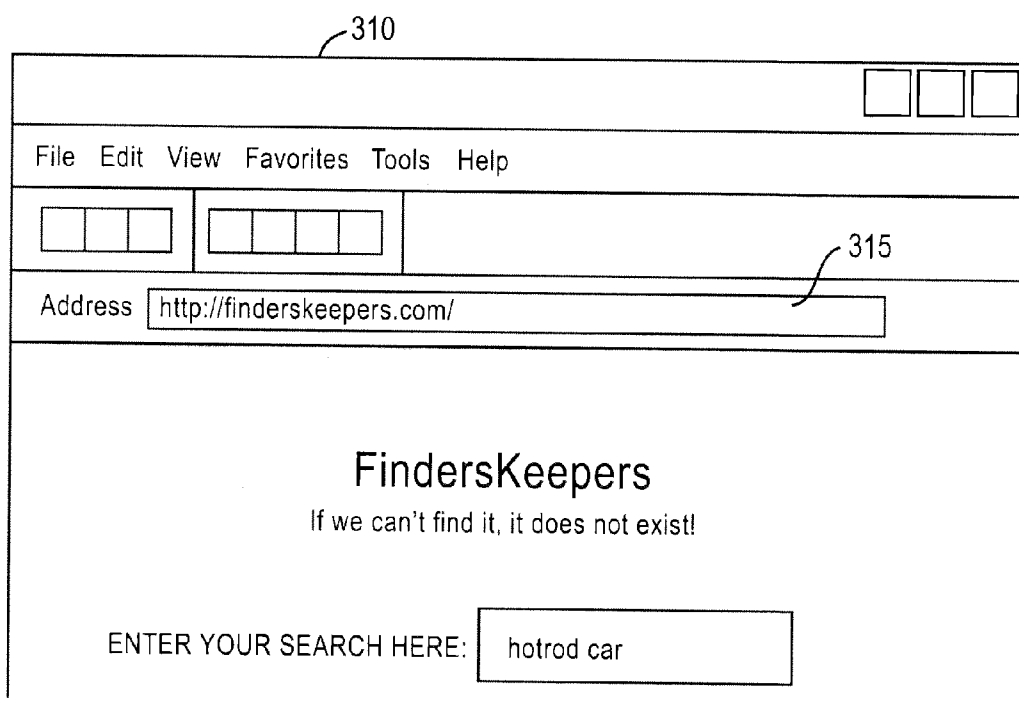 310
File Edit View Favorites Tools Help
315
Address http://finderskeepers.com/
FindersKeepers
If we can't find it, it does not exist!
ENTER YOUR SEARCH HERE: hotrod car